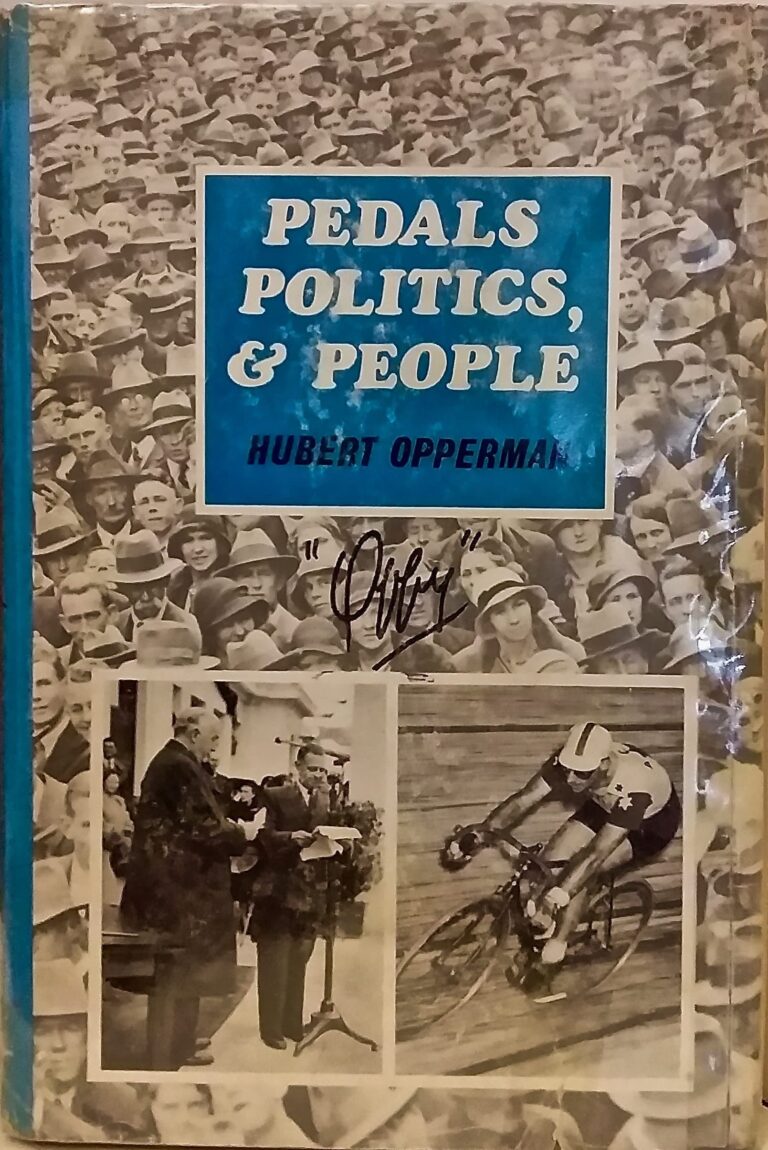 PEDALS
POLITICS,
& PEOPLE
HUBERT OPPERMAN
"Oppy"